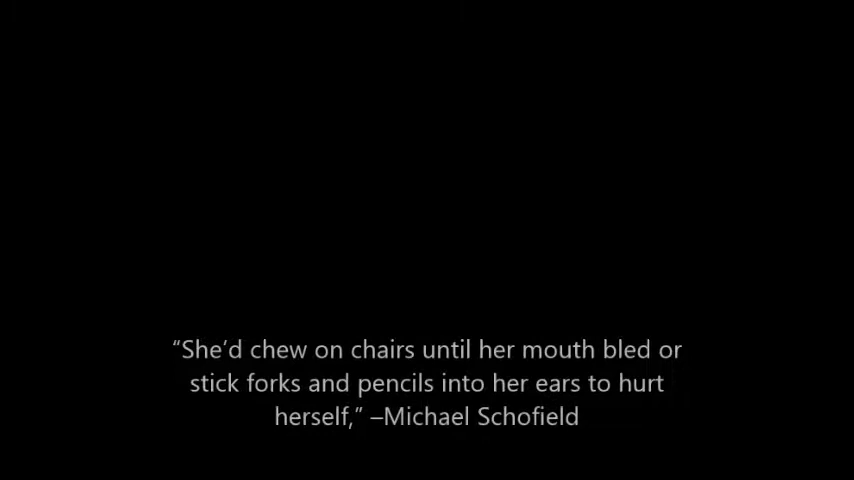 “She’d chew on chairs until her mouth bled or
stick forks and pencils into her ears to hurt
herself,” –Michael Schofield